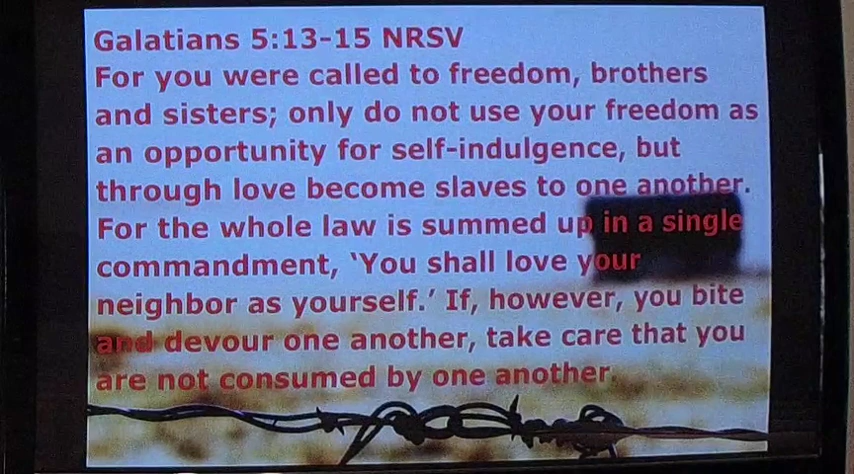 Galatians 5:13-15 NRSV
For you were called to freedom, brothers
and sisters; only do not use your freedom as
an opportunity for self-indulgence, but
through love become slaves to one another.
For the whole law is summed up in a single
commandment, ‘You shall love your
neighbor as yourself.’ If, however, you bite
and devour one another, take care that you
are not consumed by one another.